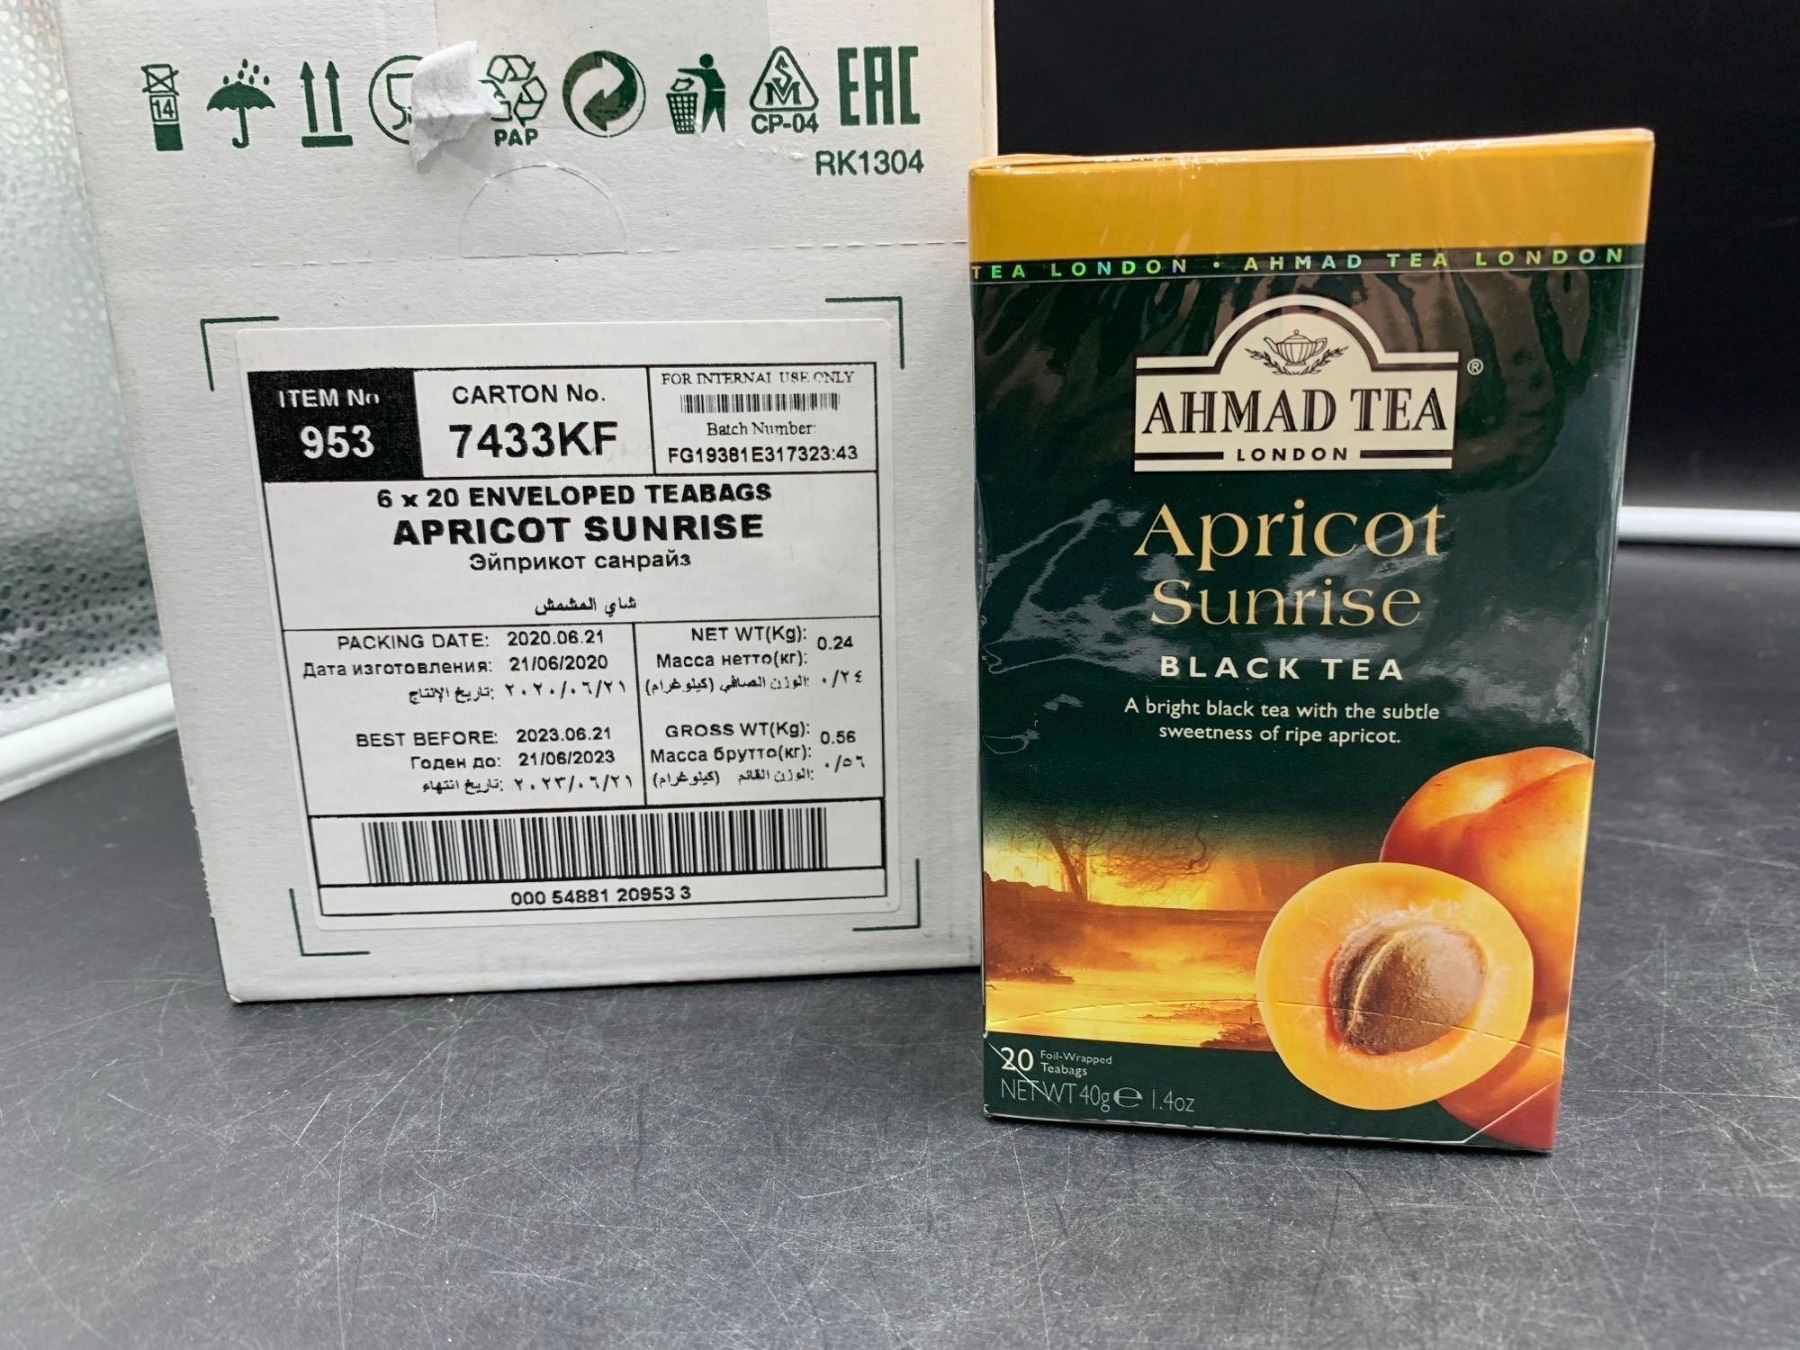 14
PAP
CP-04
EAC
RK1304
ITEM No
953
CARTON No.
7433KF
FOR INTERNAL USE ONLY
Batch Number:
FG19381E317323:43
6 x 20 ENVELOPED TEABAGS
APRICOT SUNRISE
Эйприкот санрайз
شاي المشمش
PACKING DATE: 2020.06.21
Дата изготовления: 21/06/2020
تاريخ الإنتاج: ٢٠٢٠/٠٦/٢١
BEST BEFORE: 2023.06.21
Годен до: 21/06/2023
تاريخ انتهاء: ٢٠٢٣/٠٦/٢١
NET WT(Kg): 0.24
Масса нетто(кг):
الوزن الصافي (كيلوغرام): ٠/٢٤
GROSS WT(Kg): 0.56
Масса брутто(кг):
الوزن القائم (كيلوغرام): ٠/٥٦
000 54881 20953 3
TEA LONDON • AHMAD TEA LONDON
AHMAD TEA ®
LONDON
Apricot
Sunrise
BLACK TEA
A bright black tea with the subtle
sweetness of ripe apricot.
20 Foil-Wrapped
Teabags
NET WT 40g e 1.4oz